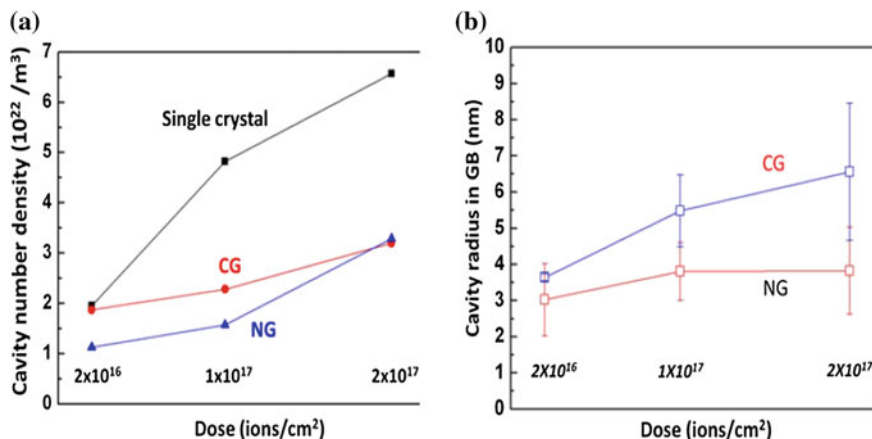 (a)
Cavity number density (10²² /m³)
7
6
5
4
3
2
1
0
Single crystal
CG
NG
2x10¹⁶
1x10¹⁷
2x10¹⁷
Dose (ions/cm²)
(b)
Cavity radius in GB (nm)
10
9
8
7
6
5
4
3
2
1
0
CG
NG
2X10¹⁶
1X10¹⁷
2X10¹⁷
Dose (ions/cm²)